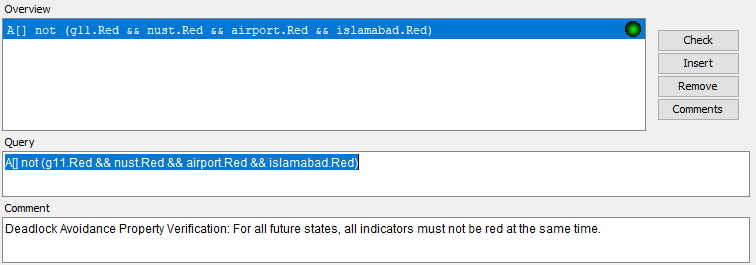 Overview
A[] not (g11.Red && nust.Red && airport.Red && islamabad.Red)
Check
Insert
Remove
Comments
Query
A[] not (g11.Red && nust.Red && airport.Red && islamabad.Red)
Comment
Deadlock Avoidance Property Verification: For all future states, all indicators must not be red at the same time.